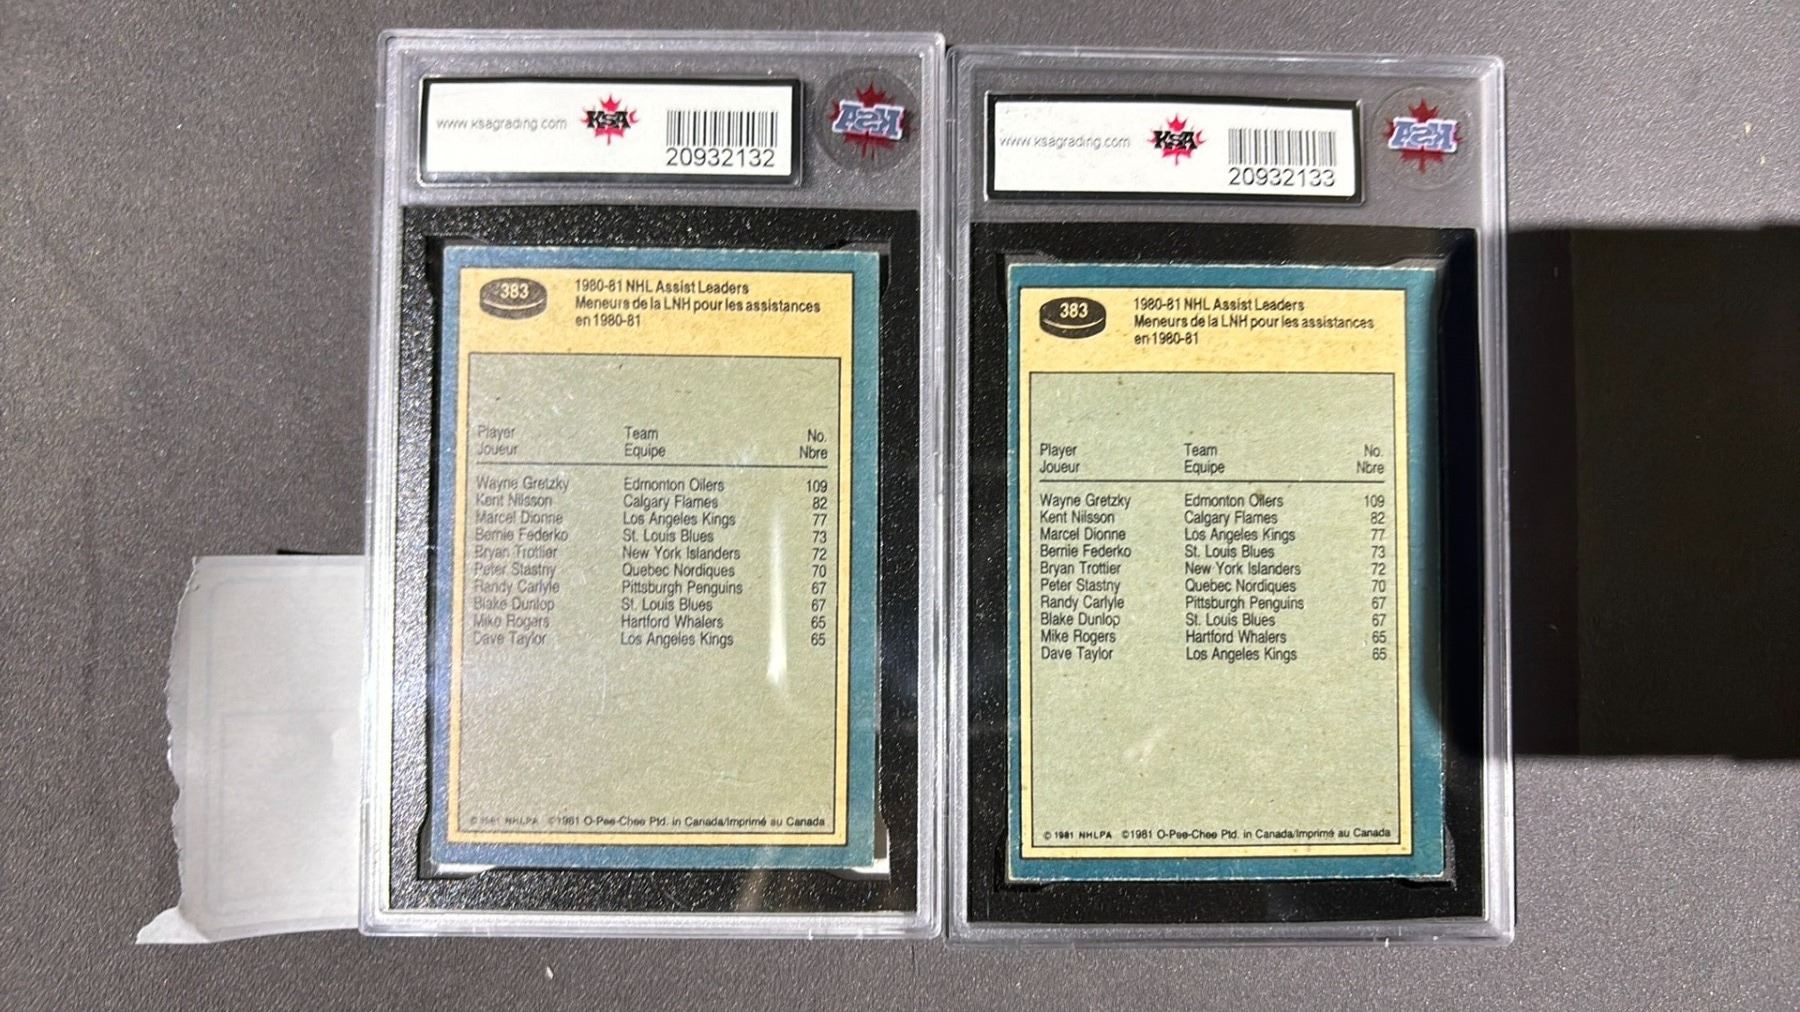 www.ksagrading.com
KSA
20932132
KSA
383
1980-81 NHL Assist Leaders
Meneurs de la LNH pour les assistances
en 1980-81
Player Team No.
Joueur Equipe Nbre
Wayne Gretzky Edmonton Oilers 109
Kent Nilsson Calgary Flames 82
Marcel Dionne Los Angeles Kings 77
Bernie Federko St. Louis Blues 73
Bryan Trottier New York Islanders 72
Peter Stastny Quebec Nordiques 70
Randy Carlyle Pittsburgh Penguins 67
Blake Dunlop St. Louis Blues 67
Mike Rogers Hartford Whalers 65
Dave Taylor Los Angeles Kings 65
© 1981 NHLPA ©1981 O-Pee-Chee Ptd. in Canada/Imprimé au Canada
www.ksagrading.com
KSA
20932133
KSA
383
1980-81 NHL Assist Leaders
Meneurs de la LNH pour les assistances
en 1980-81
Player Team No.
Joueur Equipe Nbre
Wayne Gretzky Edmonton Oilers 109
Kent Nilsson Calgary Flames 82
Marcel Dionne Los Angeles Kings 77
Bernie Federko St. Louis Blues 73
Bryan Trottier New York Islanders 72
Peter Stastny Quebec Nordiques 70
Randy Carlyle Pittsburgh Penguins 67
Blake Dunlop St. Louis Blues 67
Mike Rogers Hartford Whalers 65
Dave Taylor Los Angeles Kings 65
© 1981 NHLPA ©1981 O-Pee-Chee Ptd. in Canada/Imprimé au Canada